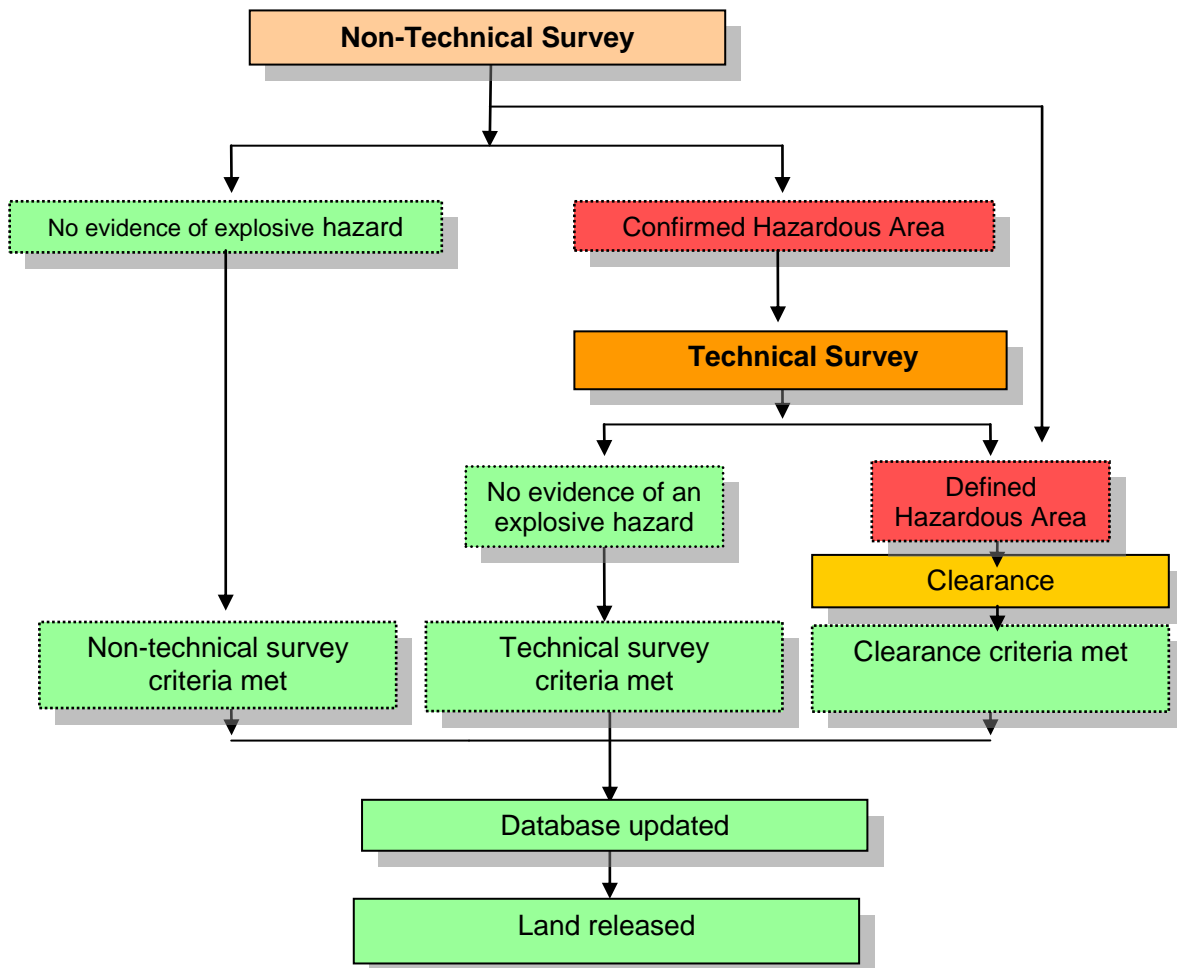 Non-Technical Survey
No evidence of explosive hazard
Confirmed Hazardous Area
Technical Survey
No evidence of an
explosive hazard
Defined
Hazardous Area
Clearance
Non-technical survey
criteria met
Technical survey
criteria met
Clearance criteria met
Database updated
Land released